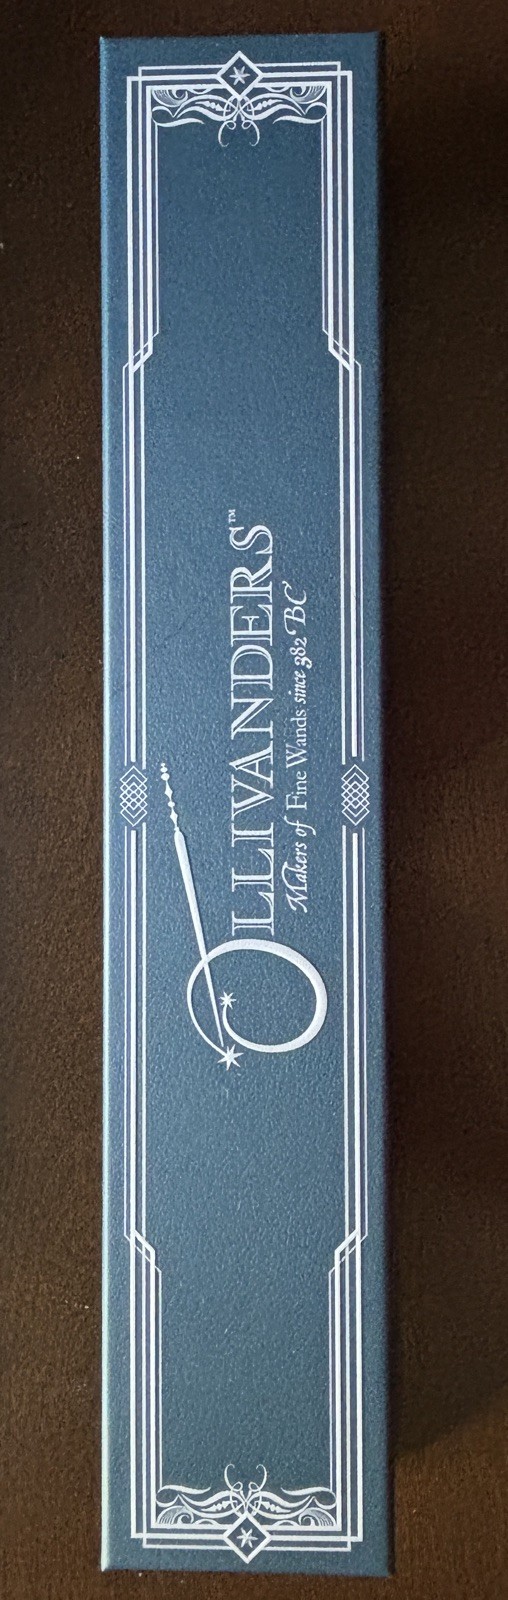 OLLIVANDERS™
Makers of Fine Wands since 382 BC